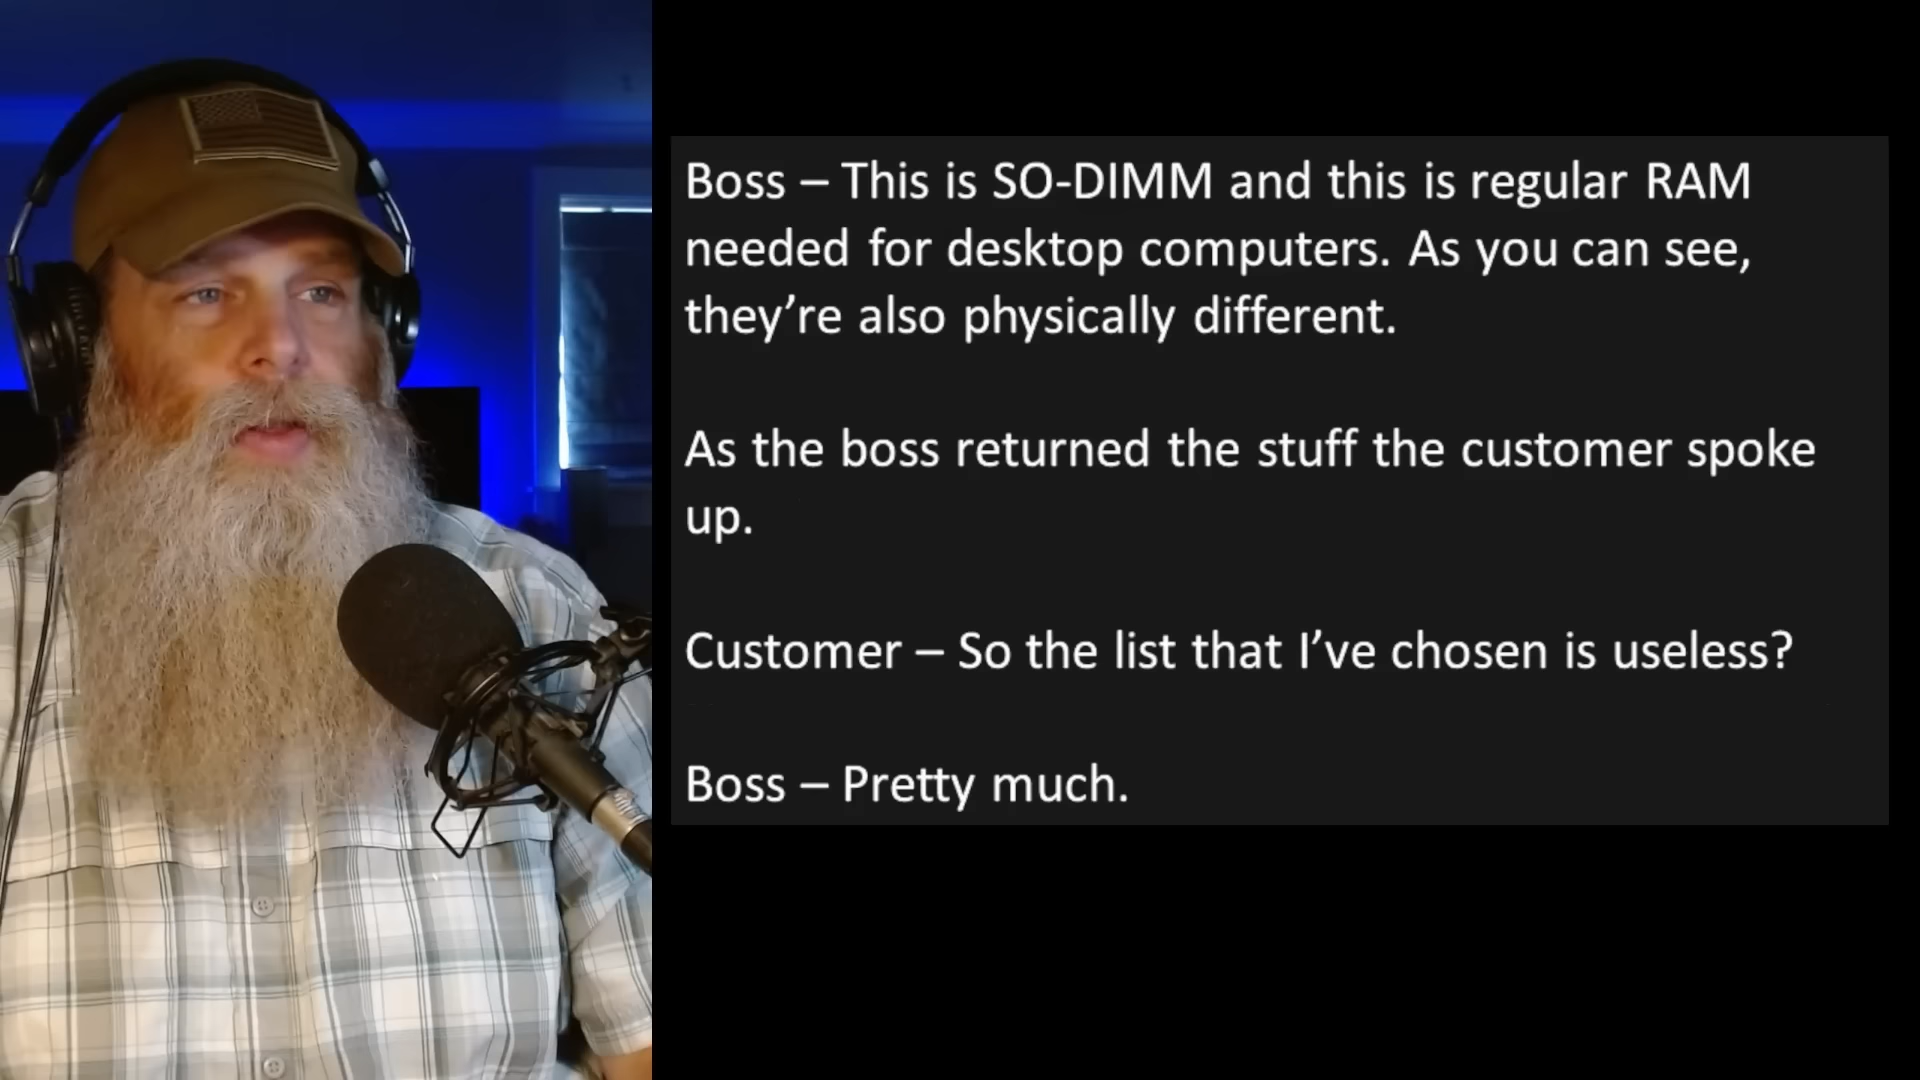 Boss – This is SO-DIMM and this is regular RAM
needed for desktop computers. As you can see,
they’re also physically different.
As the boss returned the stuff the customer spoke
up.
Customer – So the list that I’ve chosen is useless?
Boss – Pretty much.